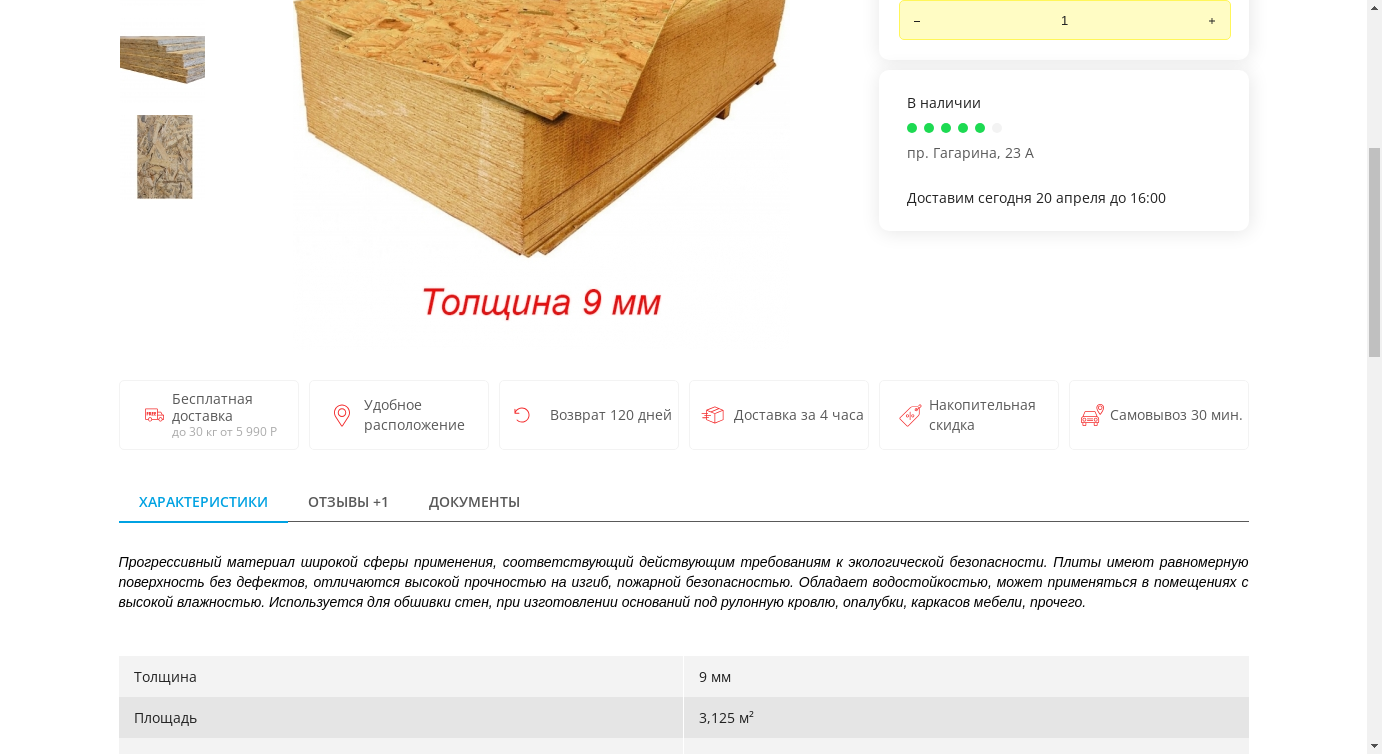 – 1 +
В наличии
пр. Гагарина, 23 А
Доставим сегодня 20 апреля до 16:00
Толщина 9 мм
Бесплатная
доставка
до 30 кг от 5 990 Р
Удобное
расположение
Возврат 120 дней
Доставка за 4 часа
Накопительная
скидка
Самовывоз 30 мин.
ХАРАКТЕРИСТИКИ ОТЗЫВЫ +1 ДОКУМЕНТЫ
Прогрессивный материал широкой сферы применения, соответствующий действующим требованиям к экологической безопасности. Плиты имеют равномерную
поверхность без дефектов, отличаются высокой прочностью на изгиб, пожарной безопасностью. Обладает водостойкостью, может применяться в помещениях с
высокой влажностью. Используется для обшивки стен, при изготовлении оснований под рулонную кровлю, опалубки, каркасов мебели, прочего.
Толщина 9 мм
Площадь 3,125 м²